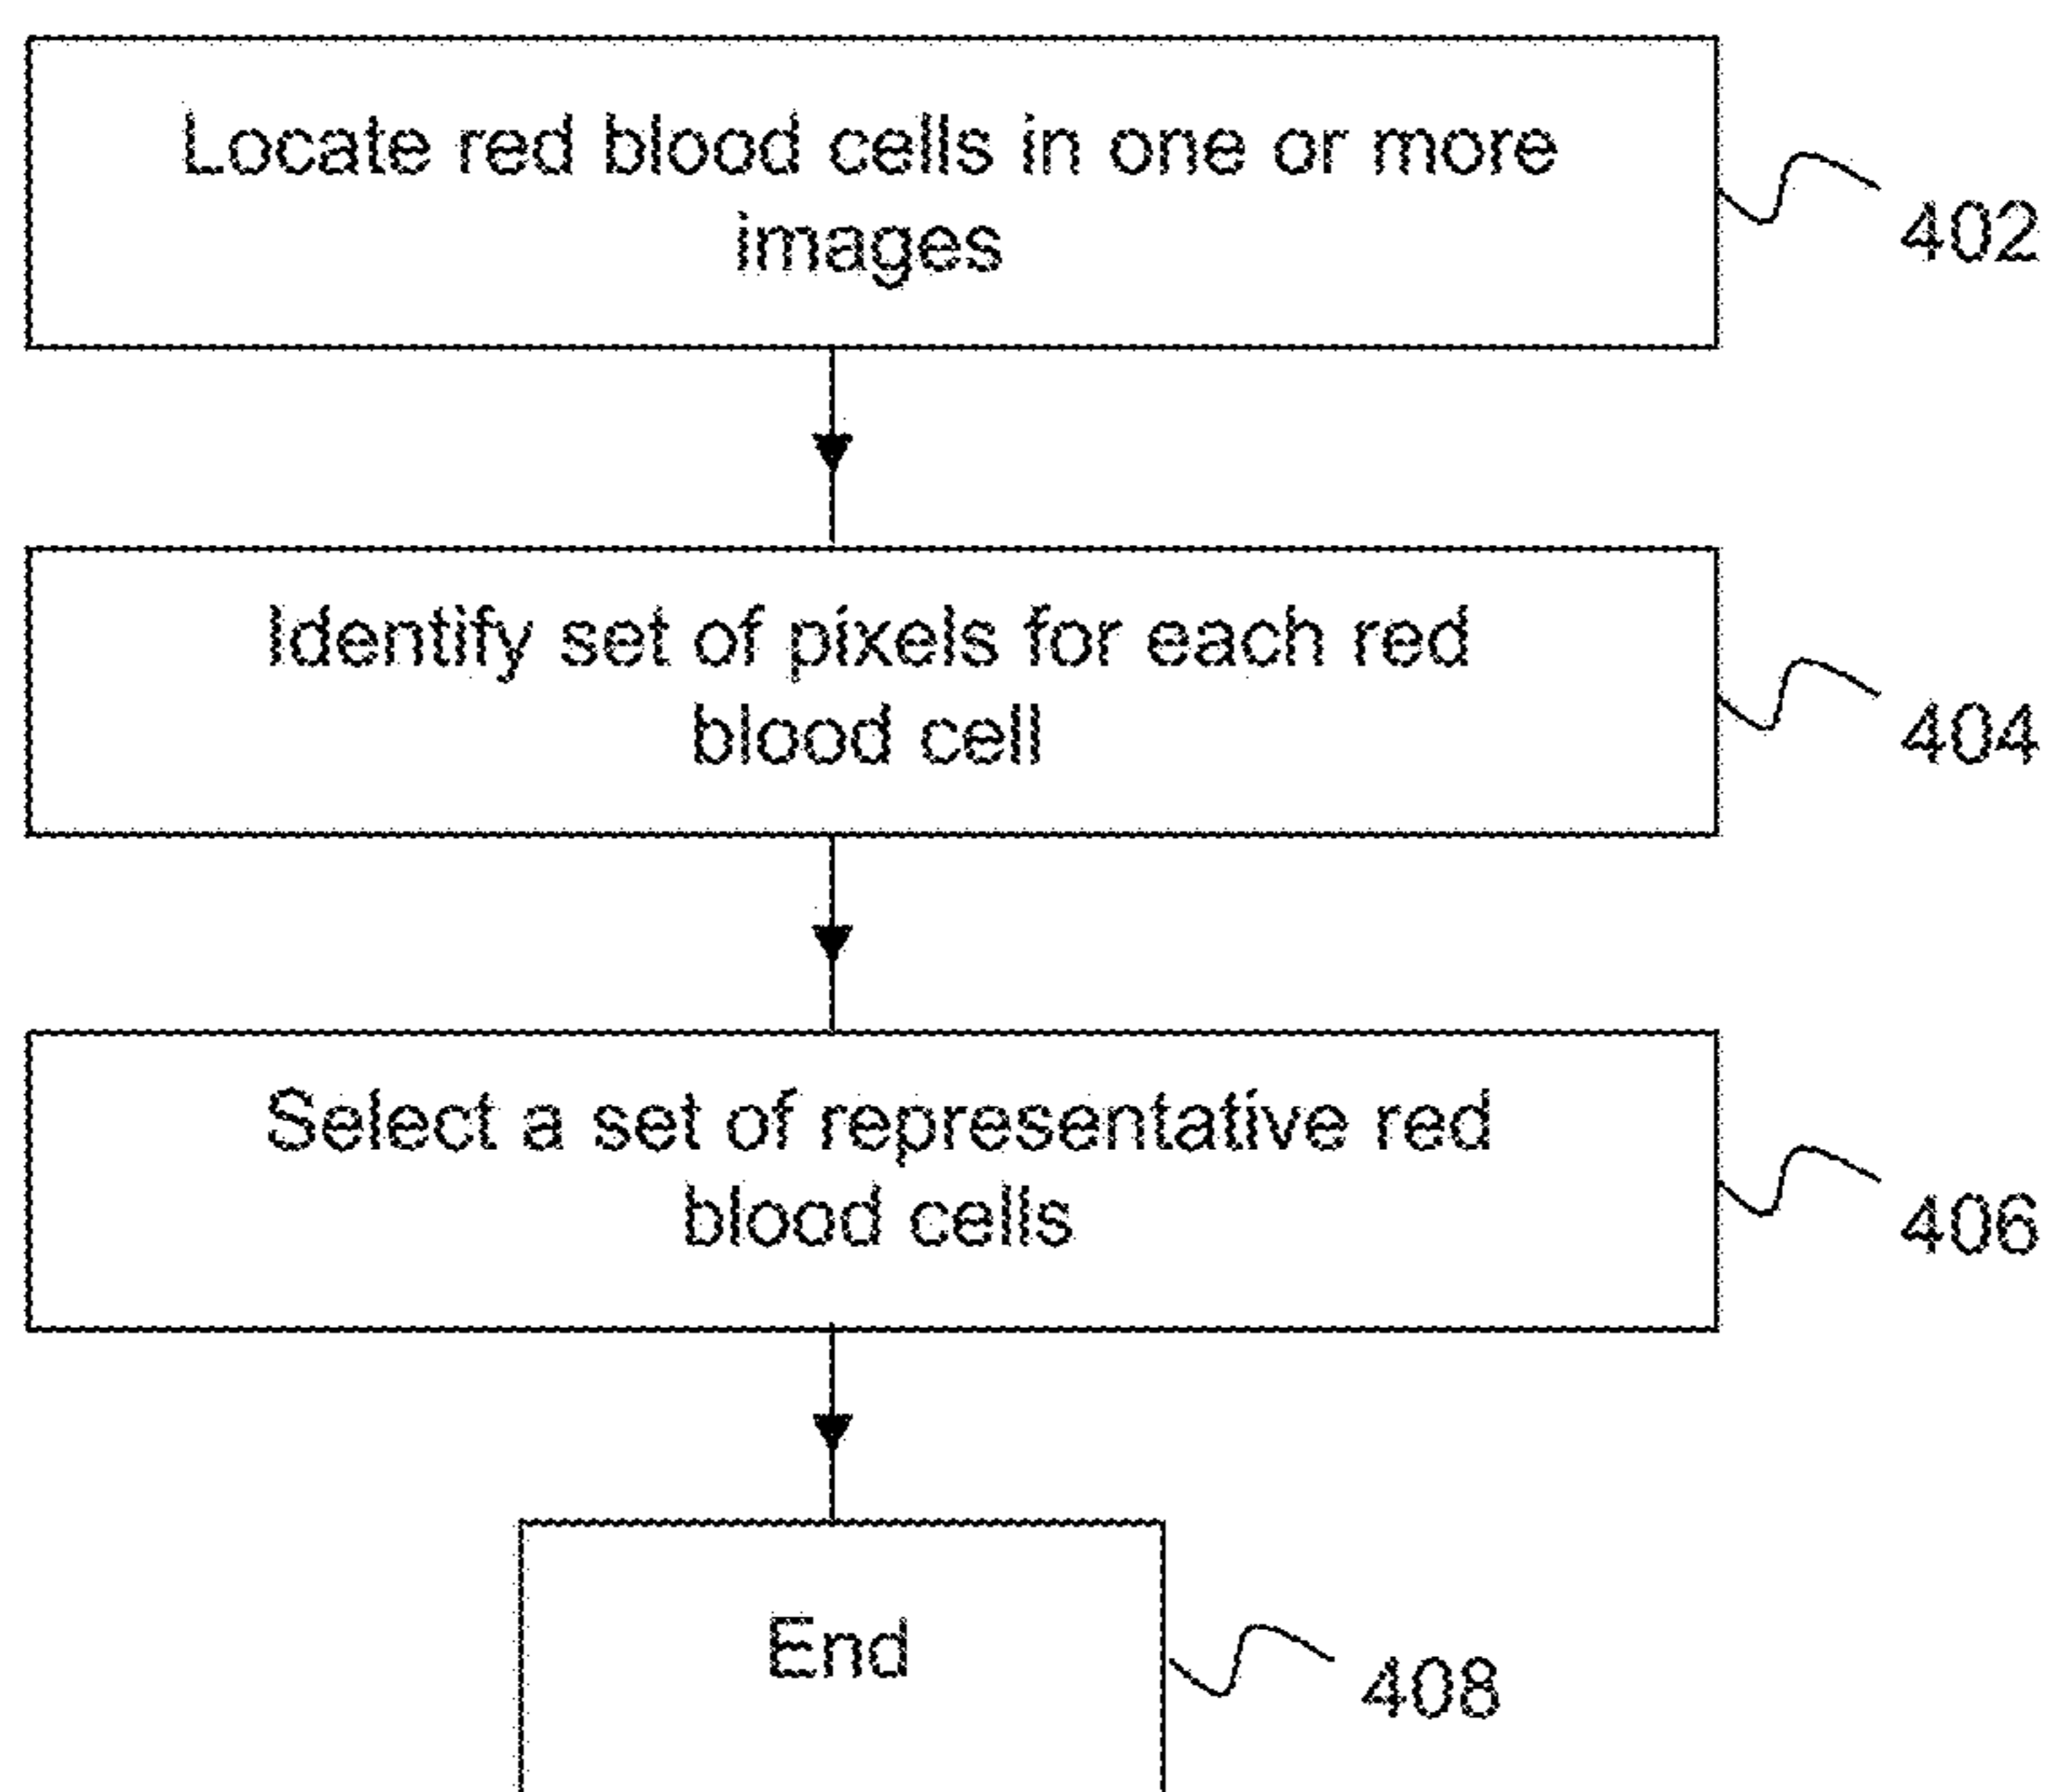 Locate red blood cells in one or more
images
402
Identify set of pixels for each red
blood cell
404
Select a set of representative red
blood cells
406
End
408